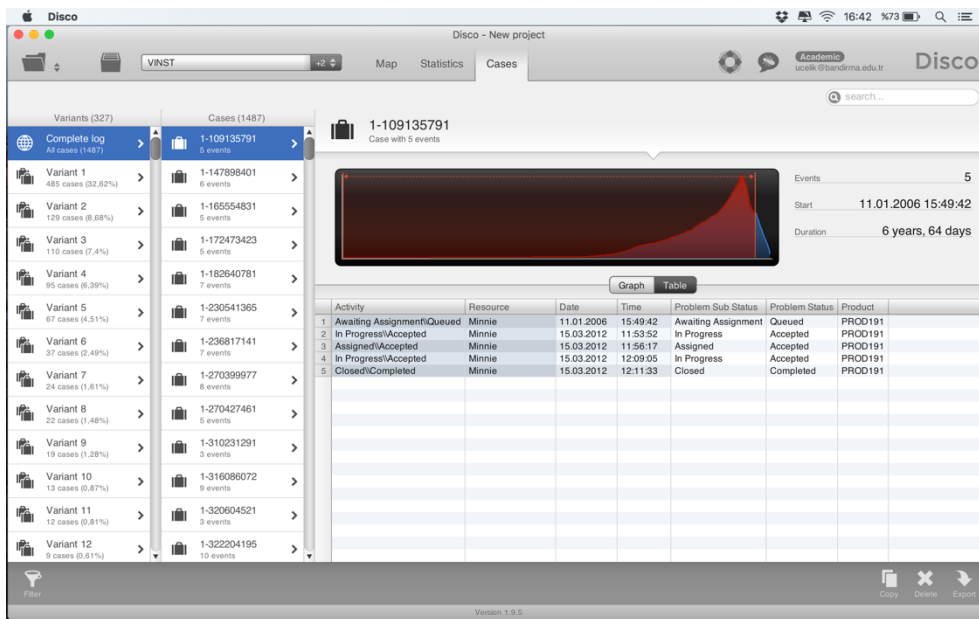 Disco
16:42 %73
Disco - New project
VINST +2
Map Statistics Cases
Academic
ucelik@bandirma.edu.tr
Disco
search...
Variants (327)
Complete log
All cases (1487)
Variant 1
485 cases (32,62%)
Variant 2
129 cases (8,68%)
Variant 3
110 cases (7,4%)
Variant 4
95 cases (6,39%)
Variant 5
67 cases (4,51%)
Variant 6
37 cases (2,49%)
Variant 7
24 cases (1,61%)
Variant 8
22 cases (1,48%)
Variant 9
19 cases (1,28%)
Variant 10
13 cases (0,87%)
Variant 11
12 cases (0,81%)
Variant 12
9 cases (0,61%)
Cases (1487)
1-109135791
5 events
1-147898401
6 events
1-165554831
5 events
1-172473423
5 events
1-182640781
7 events
1-230541365
7 events
1-236817141
7 events
1-270399977
8 events
1-270427461
5 events
1-310231291
3 events
1-316086072
9 events
1-320604521
3 events
1-322204195
10 events
1-109135791
Case with 5 events
Events 5
Start 11.01.2006 15:49:42
Duration 6 years, 64 days
Graph Table
Activity Resource Date Time Problem Sub Status Problem Status Product
1 Awaiting Assignment\\Queued Minnie 11.01.2006 15:49:42 Awaiting Assignment Queued PROD191
2 In Progress\\Accepted Minnie 15.03.2012 11:53:52 In Progress Accepted PROD191
3 Assigned\\Accepted Minnie 15.03.2012 11:56:17 Assigned Accepted PROD191
4 In Progress\\Accepted Minnie 15.03.2012 12:09:05 In Progress Accepted PROD191
5 Closed\\Completed Minnie 15.03.2012 12:11:33 Closed Completed PROD191
Filter
Copy Delete Export
Version 1.9.5